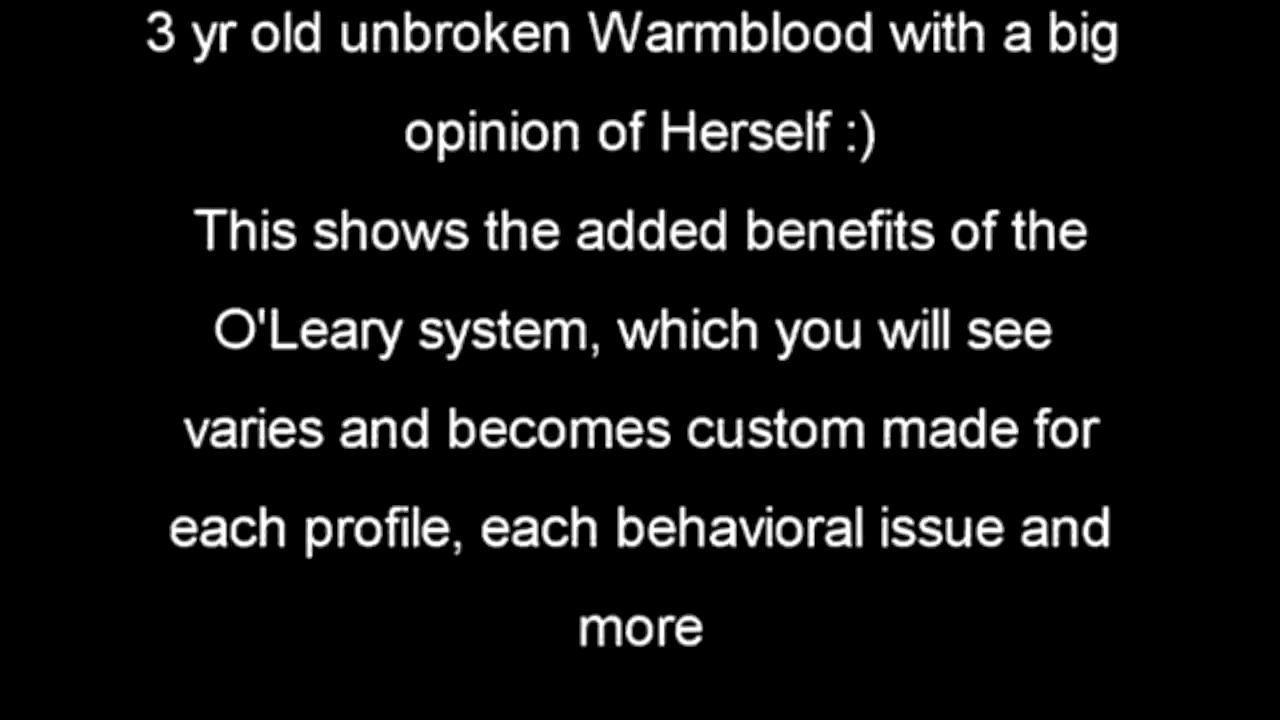 3 yr old unbroken Warmblood with a big
opinion of Herself :)
This shows the added benefits of the
O'Leary system, which you will see
varies and becomes custom made for
each profile, each behavioral issue and
more